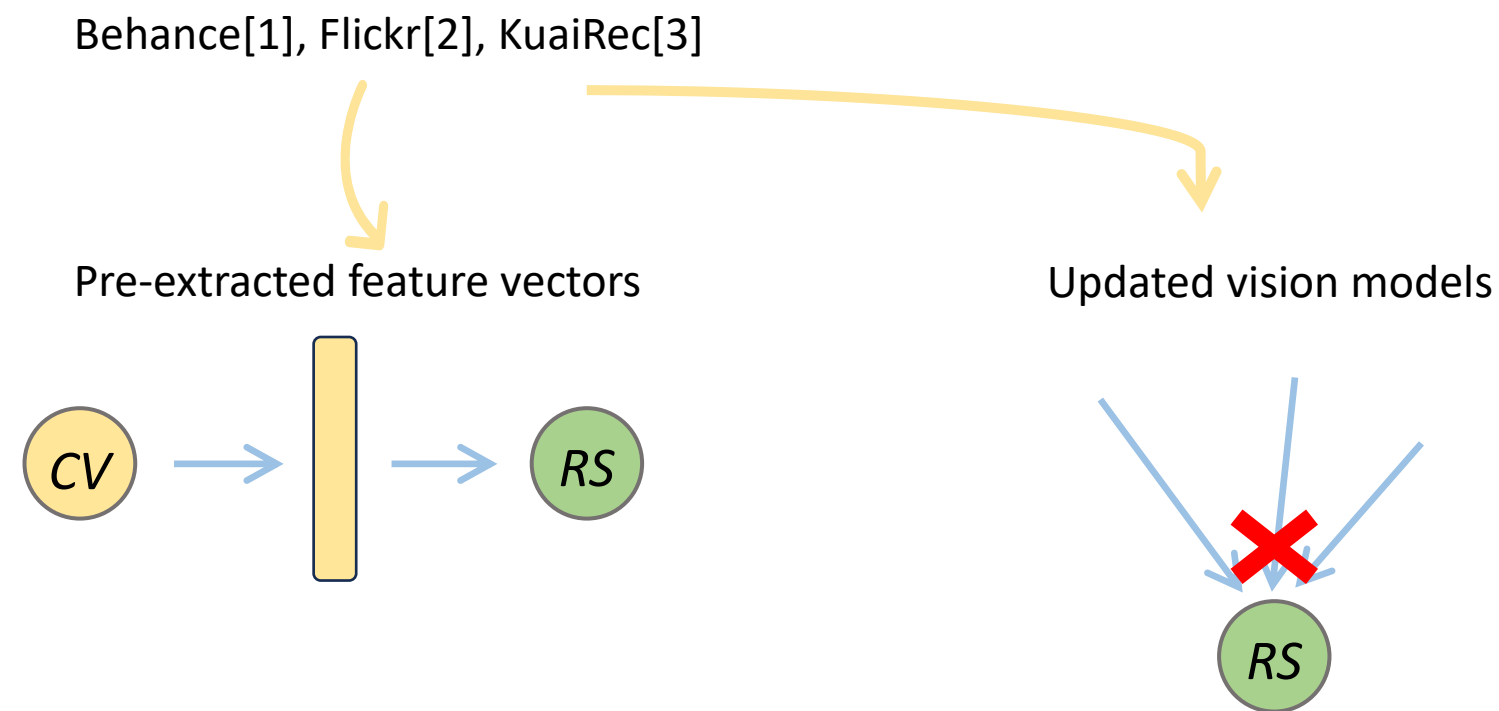 Behance[1], Flickr[2], KuaiRec[3]
Pre-extracted feature vectors
Updated vision models
CV
RS
RS